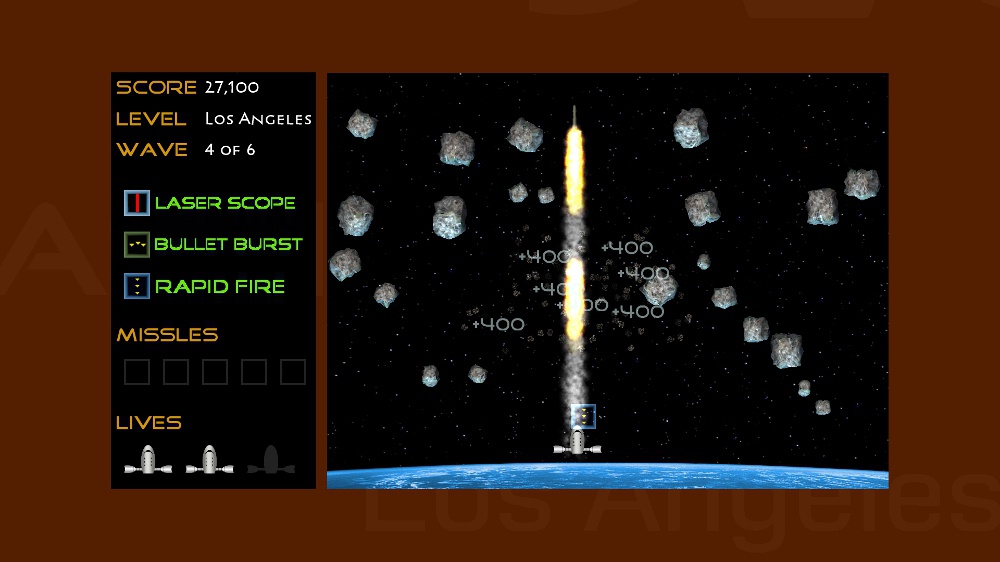 SCORE 27,100
LEVEL Los Angeles
WAVE 4 of 6
LASER SCOPE
BULLET BURST
RAPID FIRE
MISSLES
LIVES
+400
+400
+400
+400
+400
Los Angeles